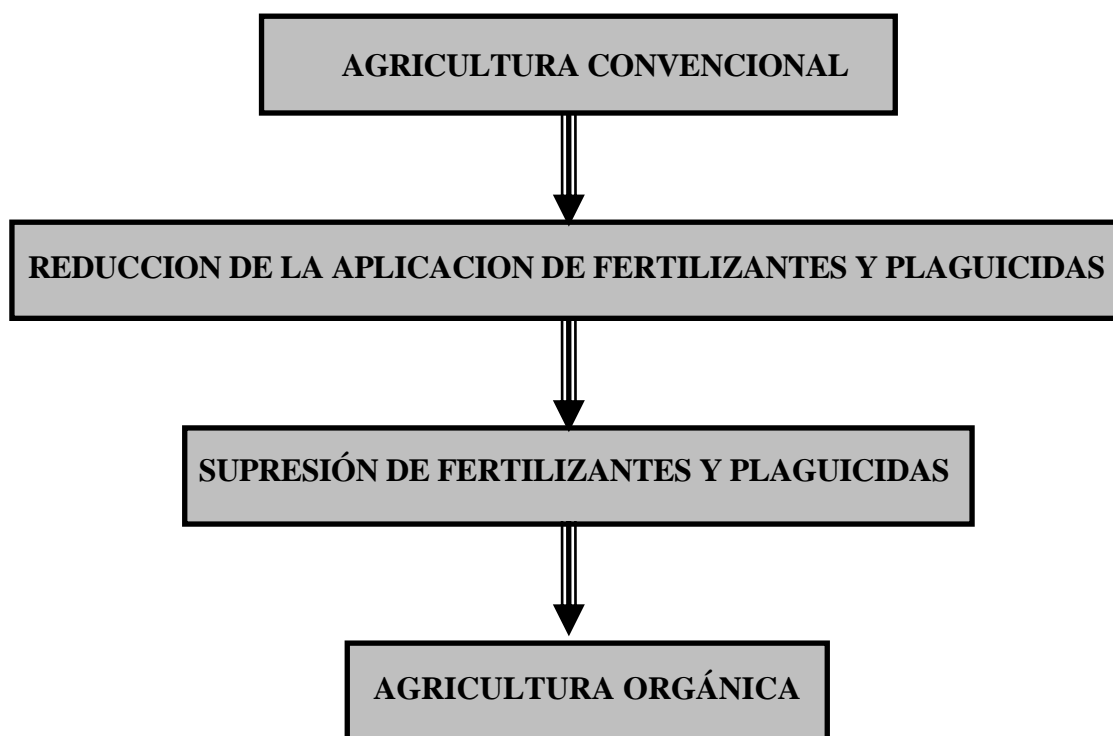 AGRICULTURA CONVENCIONAL
REDUCCION DE LA APLICACION DE FERTILIZANTES Y PLAGUICIDAS
SUPRESIÓN DE FERTILIZANTES Y PLAGUICIDAS
AGRICULTURA ORGÁNICA